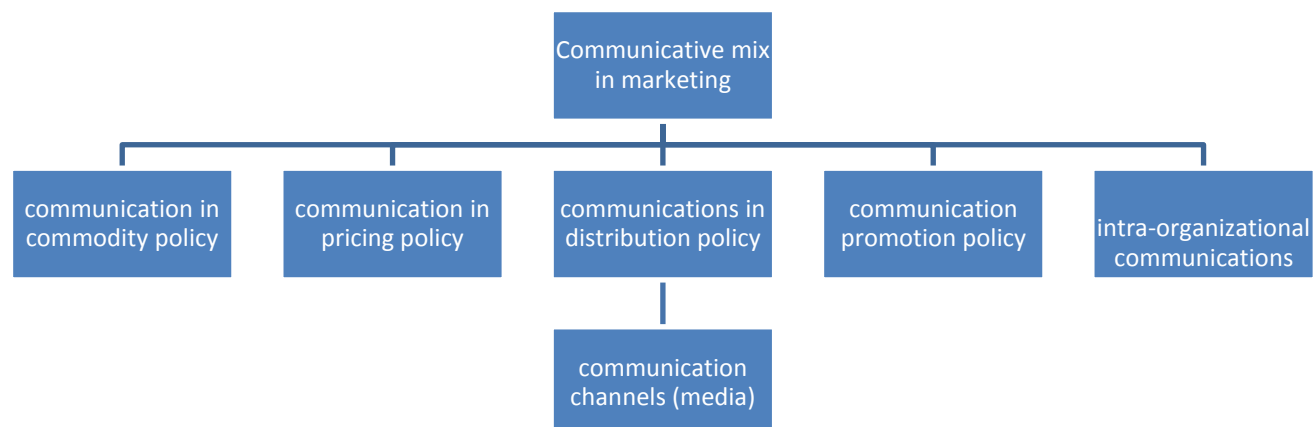 Communicative mix
in marketing
communication in
commodity policy
communication in
pricing policy
communications in
distribution policy
communication
promotion policy
intra-organizational
communications
communication
channels (media)